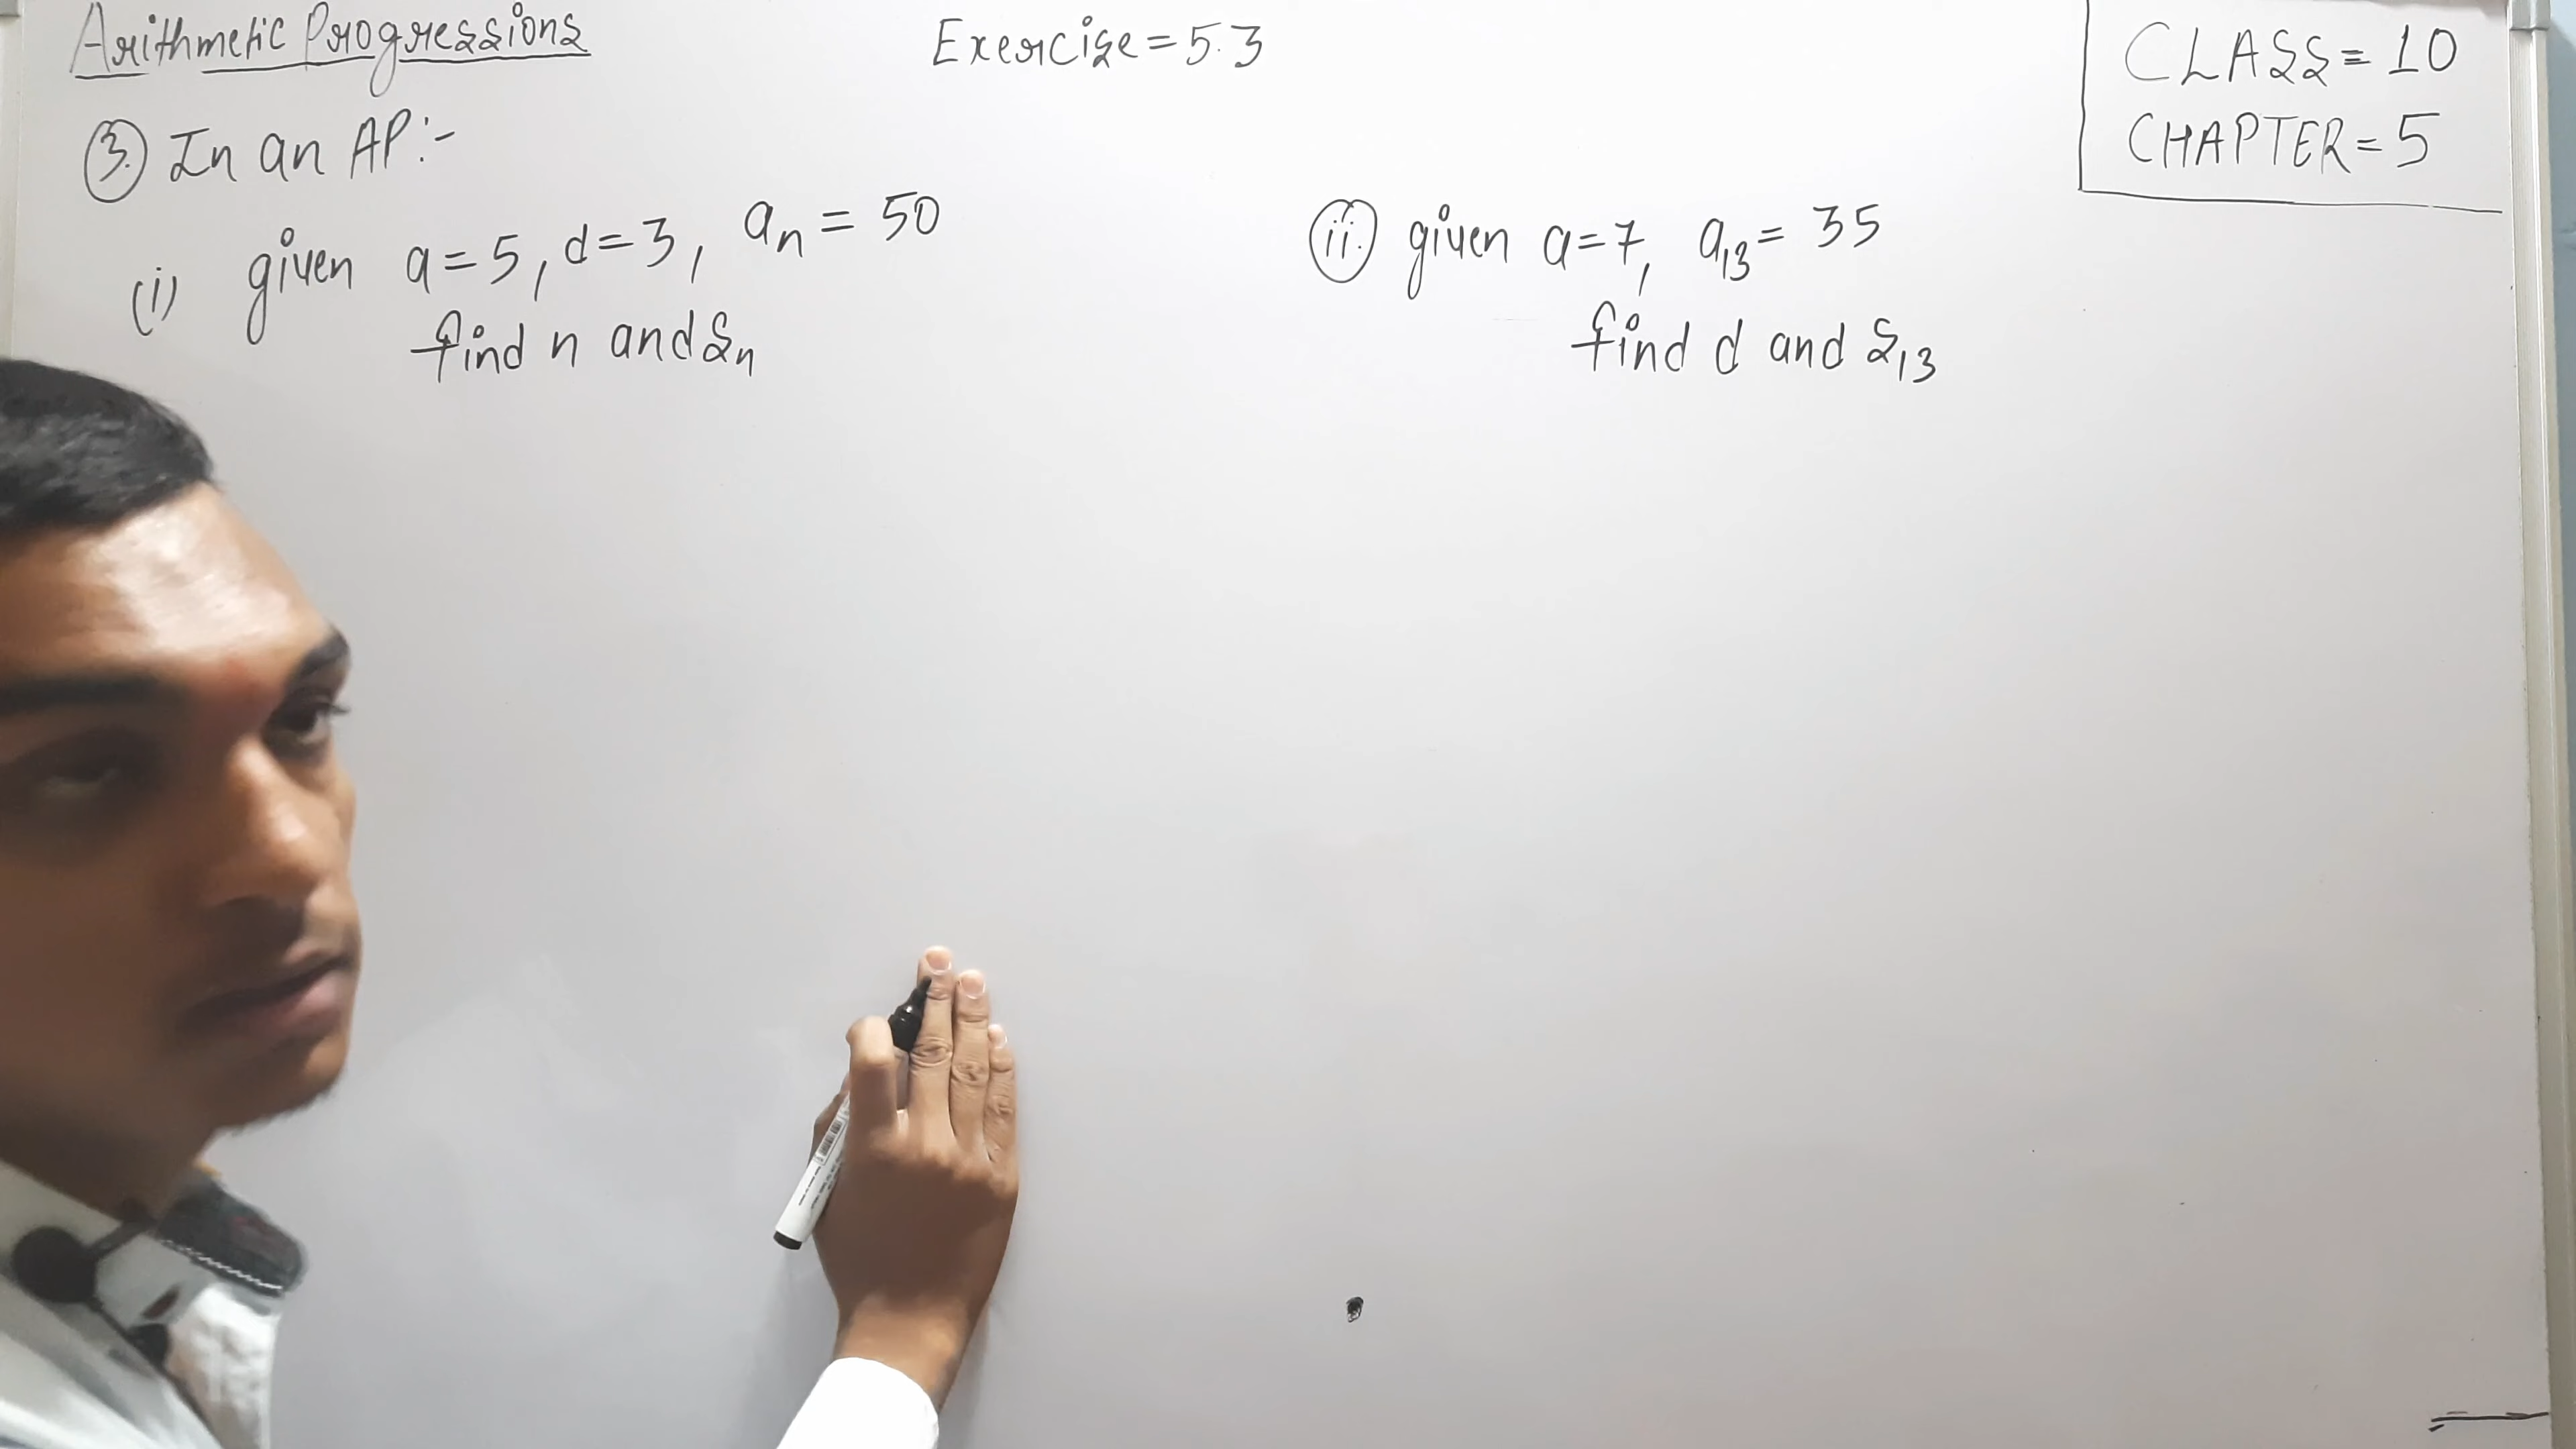 Arithmetic Progressions
Exercise = 5.3
CLASS = 10
CHAPTER = 5
3. In an AP:-
(i) given a=5, d=3, aₙ = 50
find n and Sₙ
ii. given a=7, a₁₃ = 35
find d and S₁₃